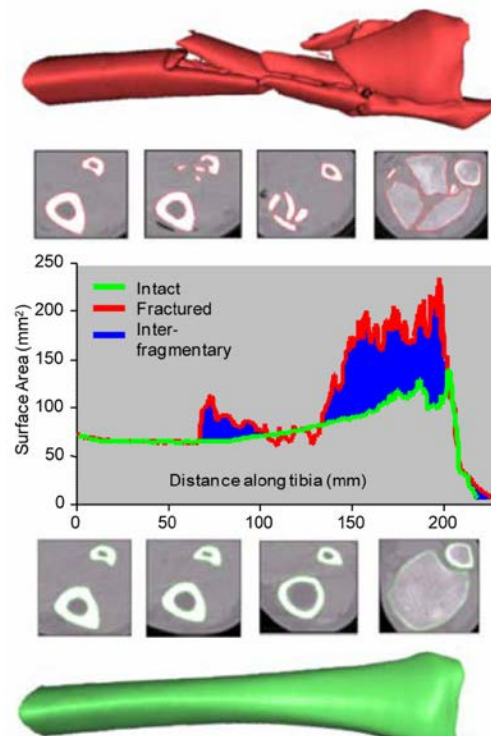 250
200
150
100
50
0
Surface Area (mm²)
Intact
Fractured
Inter-
fragmentary
Distance along tibia (mm)
0
50
100
150
200